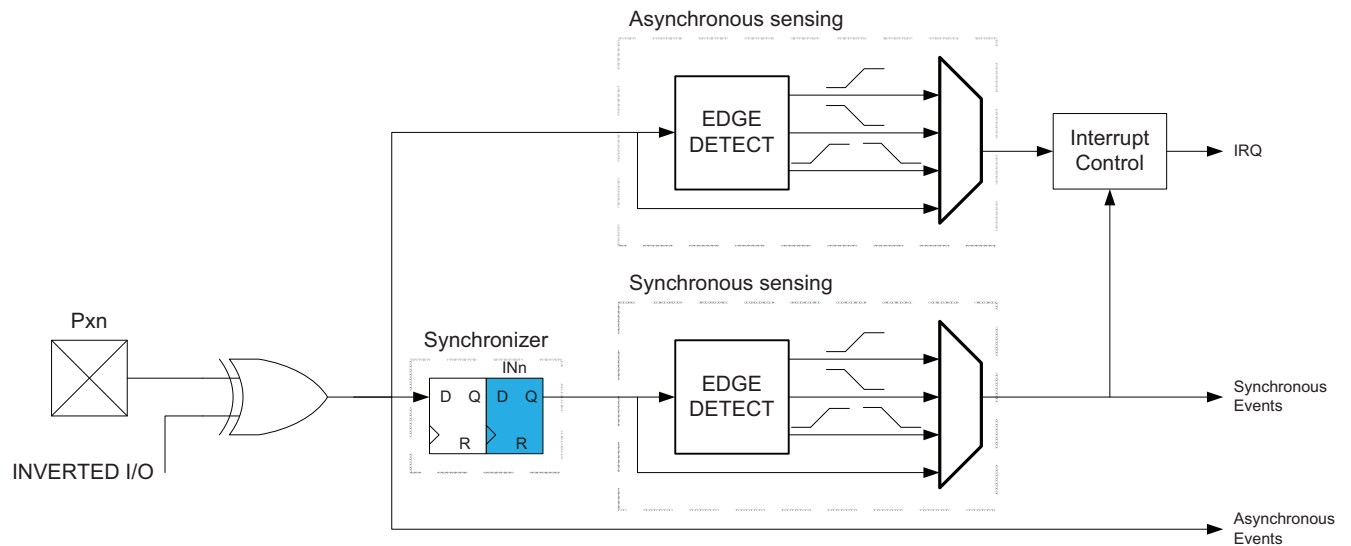 Asynchronous sensing
EDGE
DETECT
Interrupt
Control
IRQ
Synchronous sensing
Pxn
Synchronizer
INn
D Q D Q
R R
EDGE
DETECT
Synchronous
Events
INVERTED I/O
Asynchronous
Events